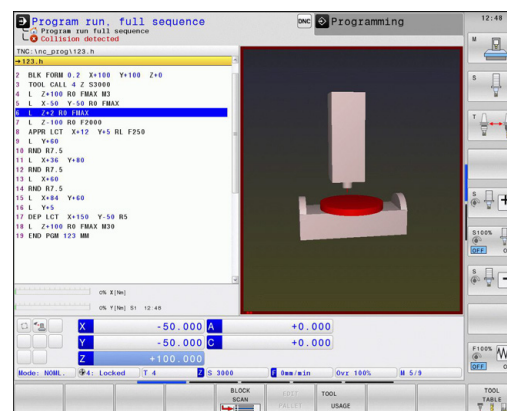 Program run, full sequence
Program run full sequence
Collision detected
DNC
Programming
12:48
TNC:\nc_prog\123.h
→123.h
2 BLK FORM 0.2 X+100 Y+100 Z+0
3 TOOL CALL 4 Z S3000
4 L Z+100 R0 FMAX M3
5 L X-50 Y-50 R0 FMAX
6 L Z+2 R0 FMAX
7 L Z-100 R0 F2000
8 APPR LCT X+12 Y+5 RL F250
9 L Y+60
10 RND R7.5
11 L X+36 Y+80
12 RND R7.5
13 L X+60
14 RND R7.5
15 L X+84 Y+60
16 L Y+5
17 DEP LCT X+150 Y-50 R5
18 L Z+100 R0 FMAX M30
19 END PGM 123 MM
0% X[Nm]
0% Y[Nm] S1 12:48
X -50.000 A +0.000
Y -50.000 C +0.000
Z +100.000
Mode: NOML. 4: Locked T 4 Z S 3000 F 0mm/min Ovr 100% M 5/9
M
S
T
S
S100%
OFF
S
F100%
OFF
BLOCK
SCAN
EDIT
PALLET
TOOL
USAGE
TOOL
TABLE